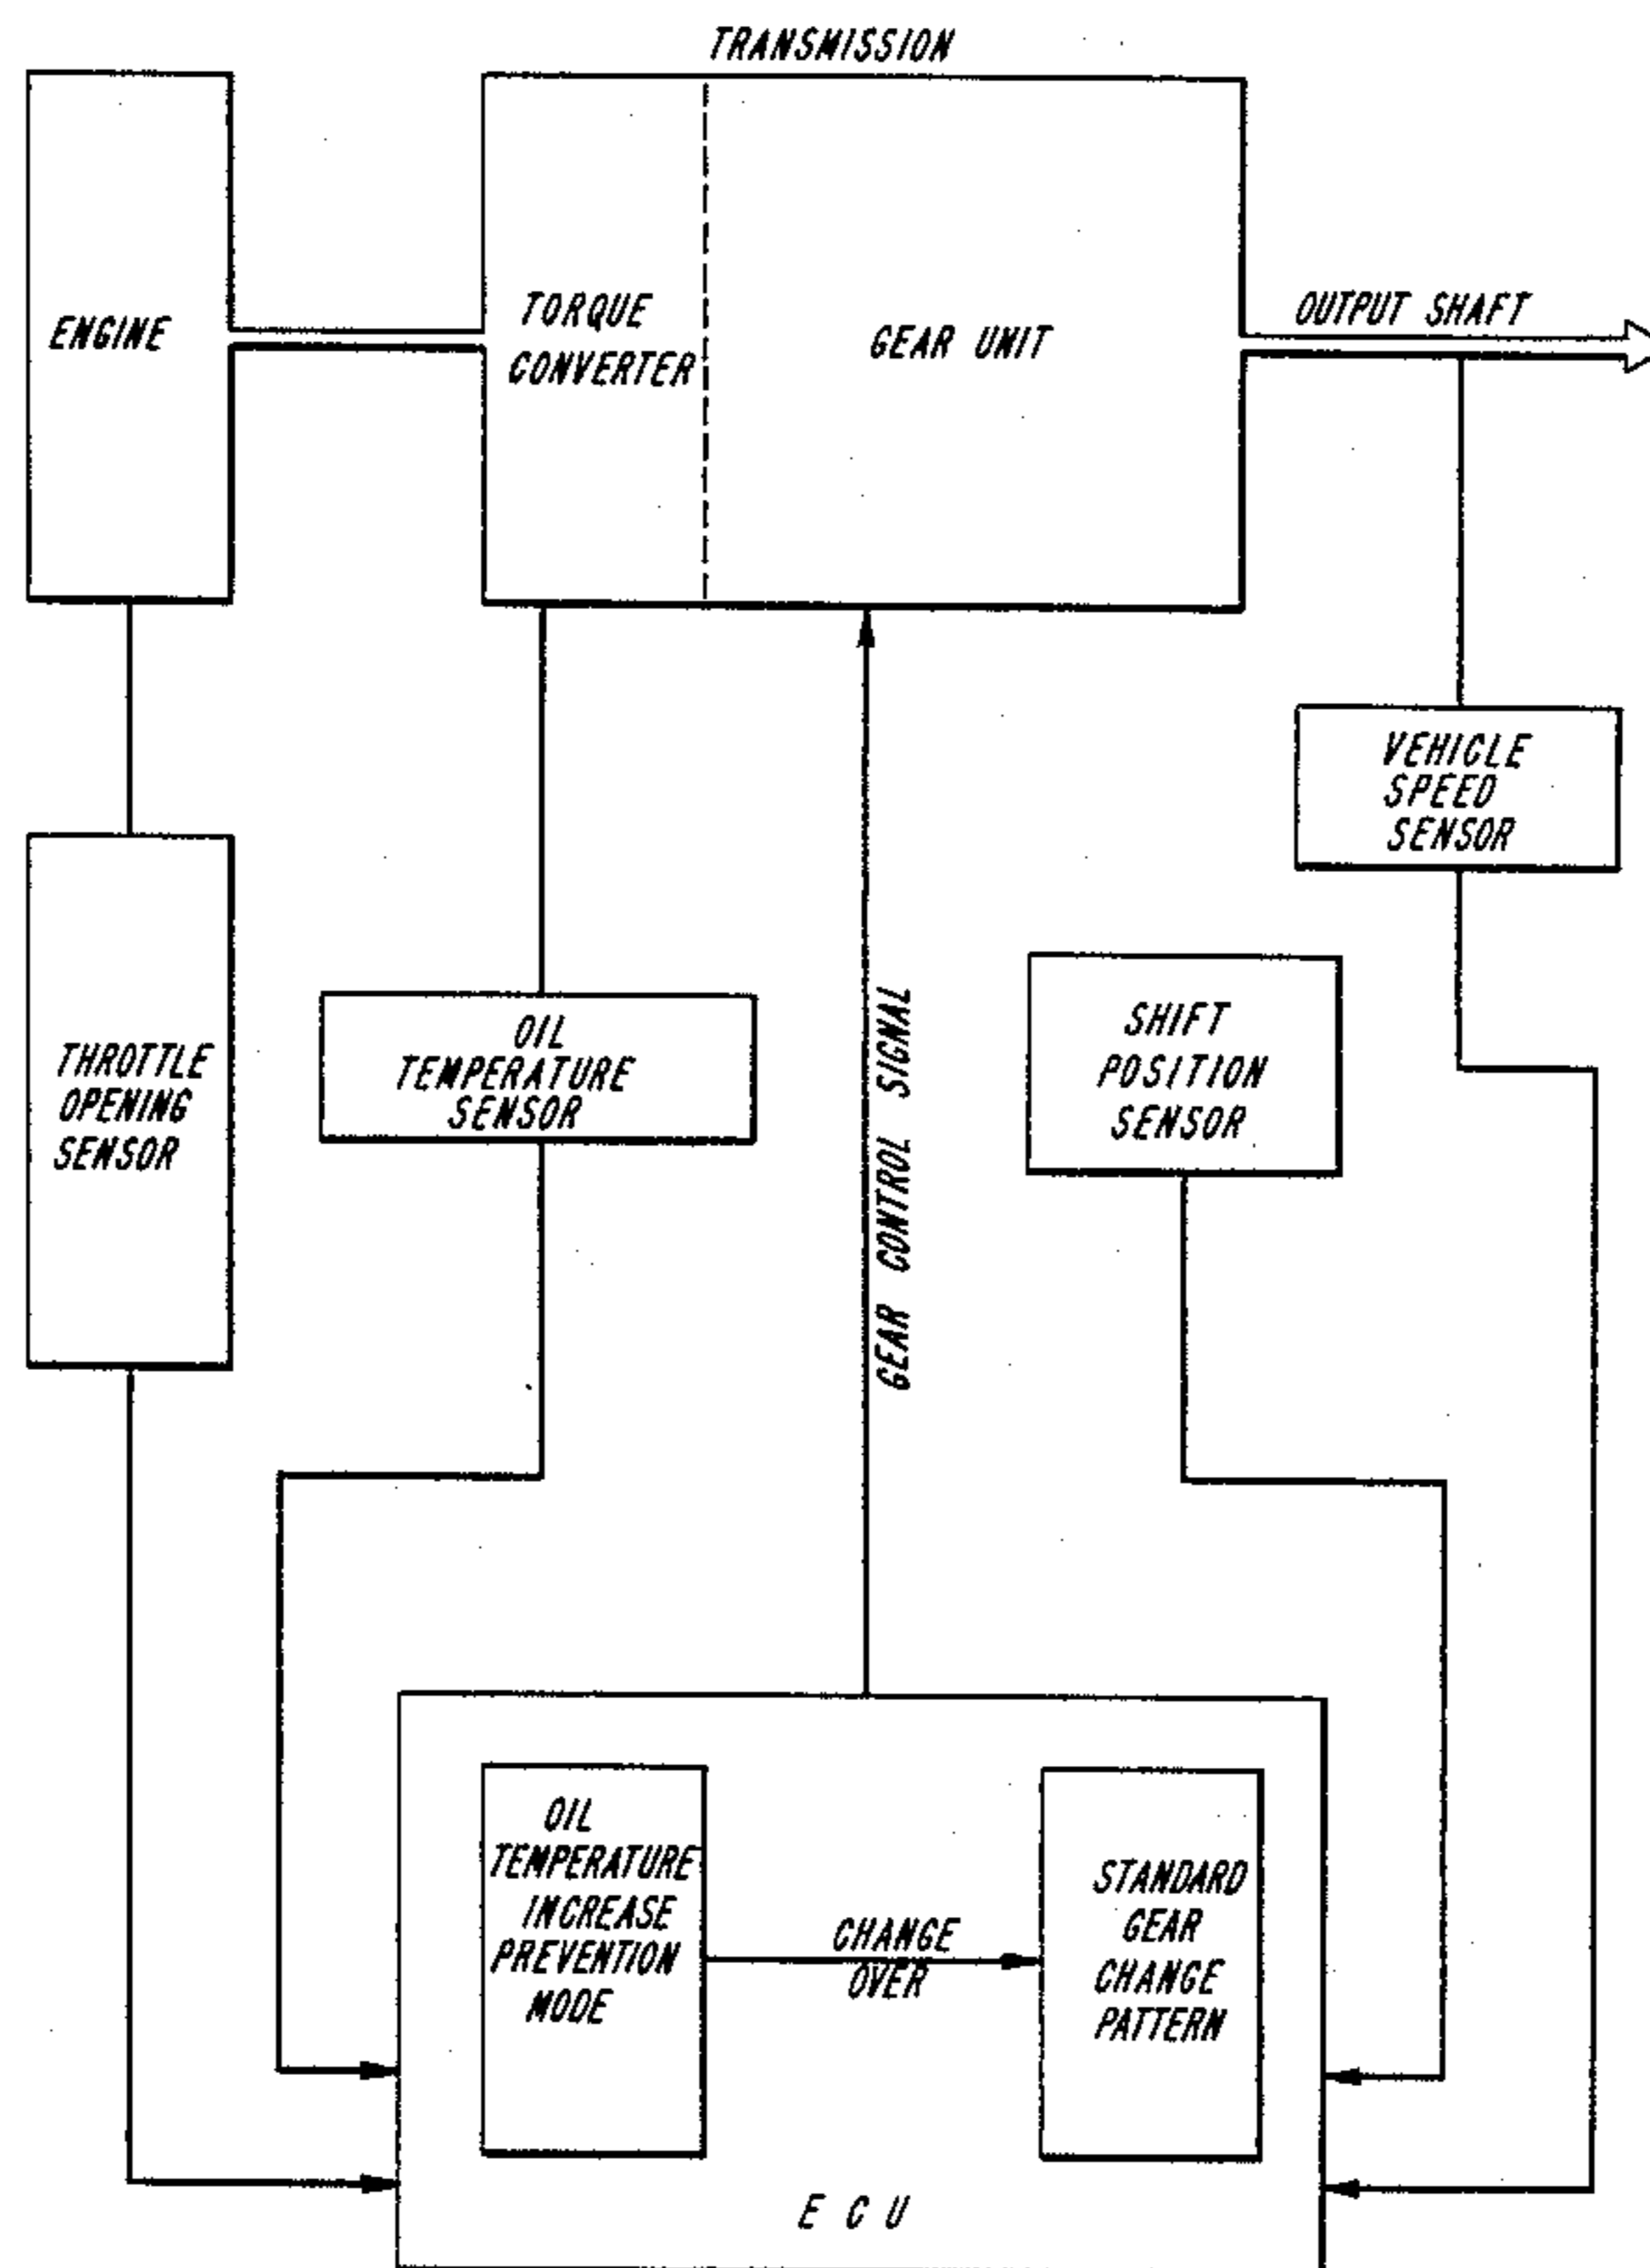 TRANSMISSION
ENGINE
TORQUE
CONVERTER
GEAR UNIT
OUTPUT SHAFT
VEHICLE
SPEED
SENSOR
THROTTLE
OPENING
SENSOR
OIL
TEMPERATURE
SENSOR
GEAR CONTROL SIGNAL
SHIFT
POSITION
SENSOR
OIL
TEMPERATURE
INCREASE
PREVENTION
MODE
CHANGE
OVER
STANDARD
GEAR
CHANGE
PATTERN
E C U